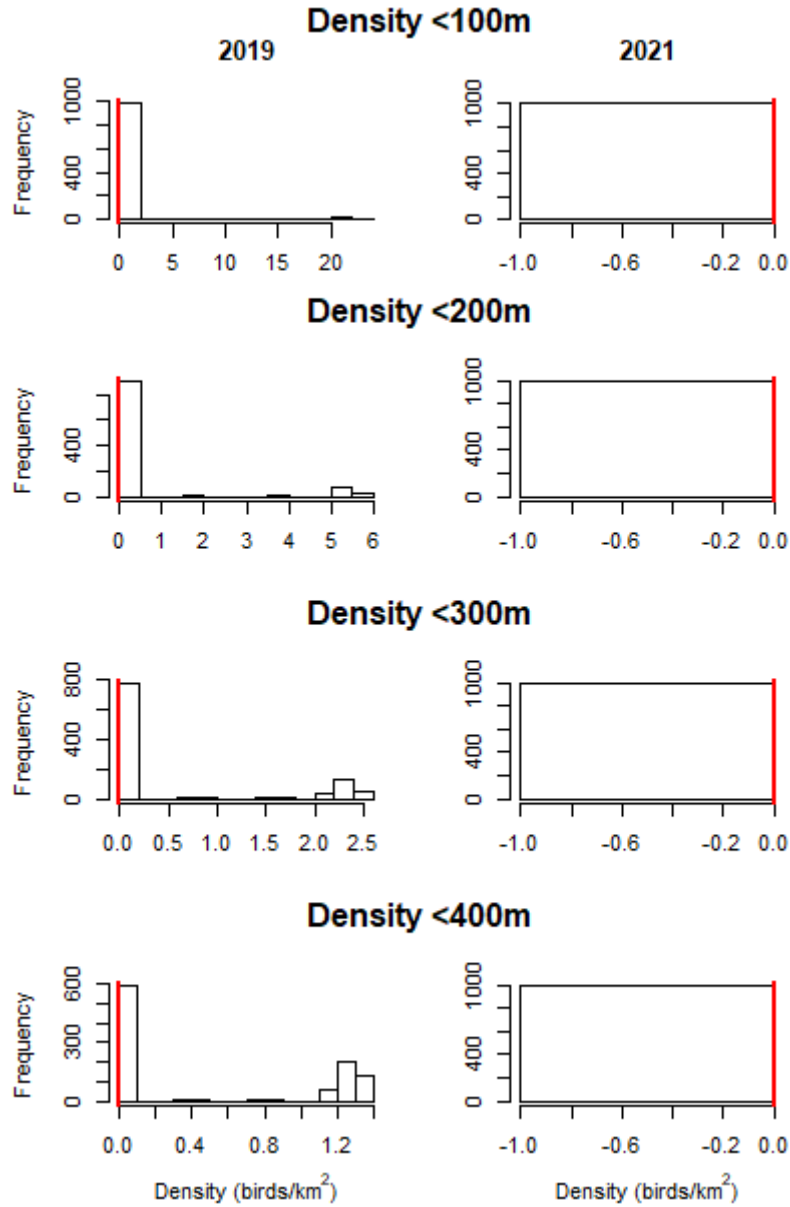 Density <100m
2019 2021
Frequency
0 400 1000
0 5 10 15 20
0 400 1000
-1.0 -0.6 -0.2 0.0
Density <200m
Frequency
0 400
0 1 2 3 4 5 6
0 400 1000
-1.0 -0.6 -0.2 0.0
Density <300m
Frequency
0 400 800
0.0 0.5 1.0 1.5 2.0 2.5
0 400 1000
-1.0 -0.6 -0.2 0.0
Density <400m
Frequency
0 300 600
0.0 0.4 0.8 1.2
0 400 1000
-1.0 -0.6 -0.2 0.0
Density (birds/km²) Density (birds/km²)